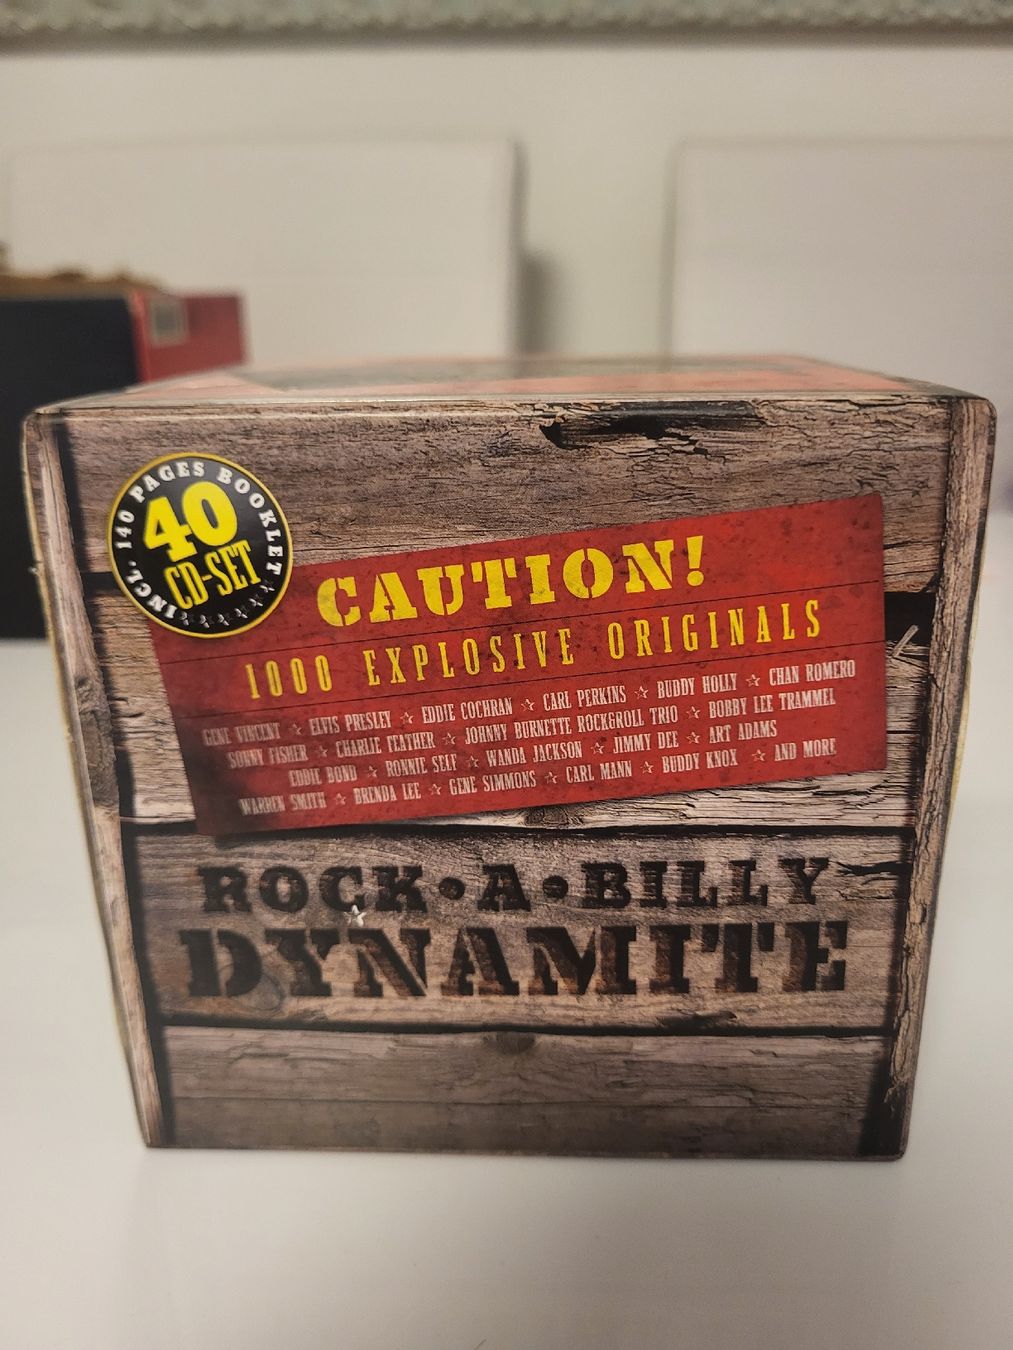 INCL. 140 PAGES BOOKLET
40
CD-SET
CAUTION!
1000 EXPLOSIVE ORIGINALS
GENE VINCENT ☆ ELVIS PRESLEY ☆ EDDIE COCHRAN ☆ CARL PERKINS ☆ BUDDY HOLLY ☆ CHAN ROMERO
SONNY FISHER ☆ CHARLIE FEATHER ☆ JOHNNY BURNETTE ROCKGROLL TRIO ☆ BOBBY LEE TRAMMEL
EDDIE BOND ☆ RONNIE SELF ☆ WANDA JACKSON ☆ JIMMY DEE ☆ ART ADAMS
WARREN SMITH ☆ BRENDA LEE ☆ GENE SIMMONS ☆ CARL MANN ☆ BUDDY KNOX ☆ AND MORE
ROCK•A•BILLY
DYNAMITE